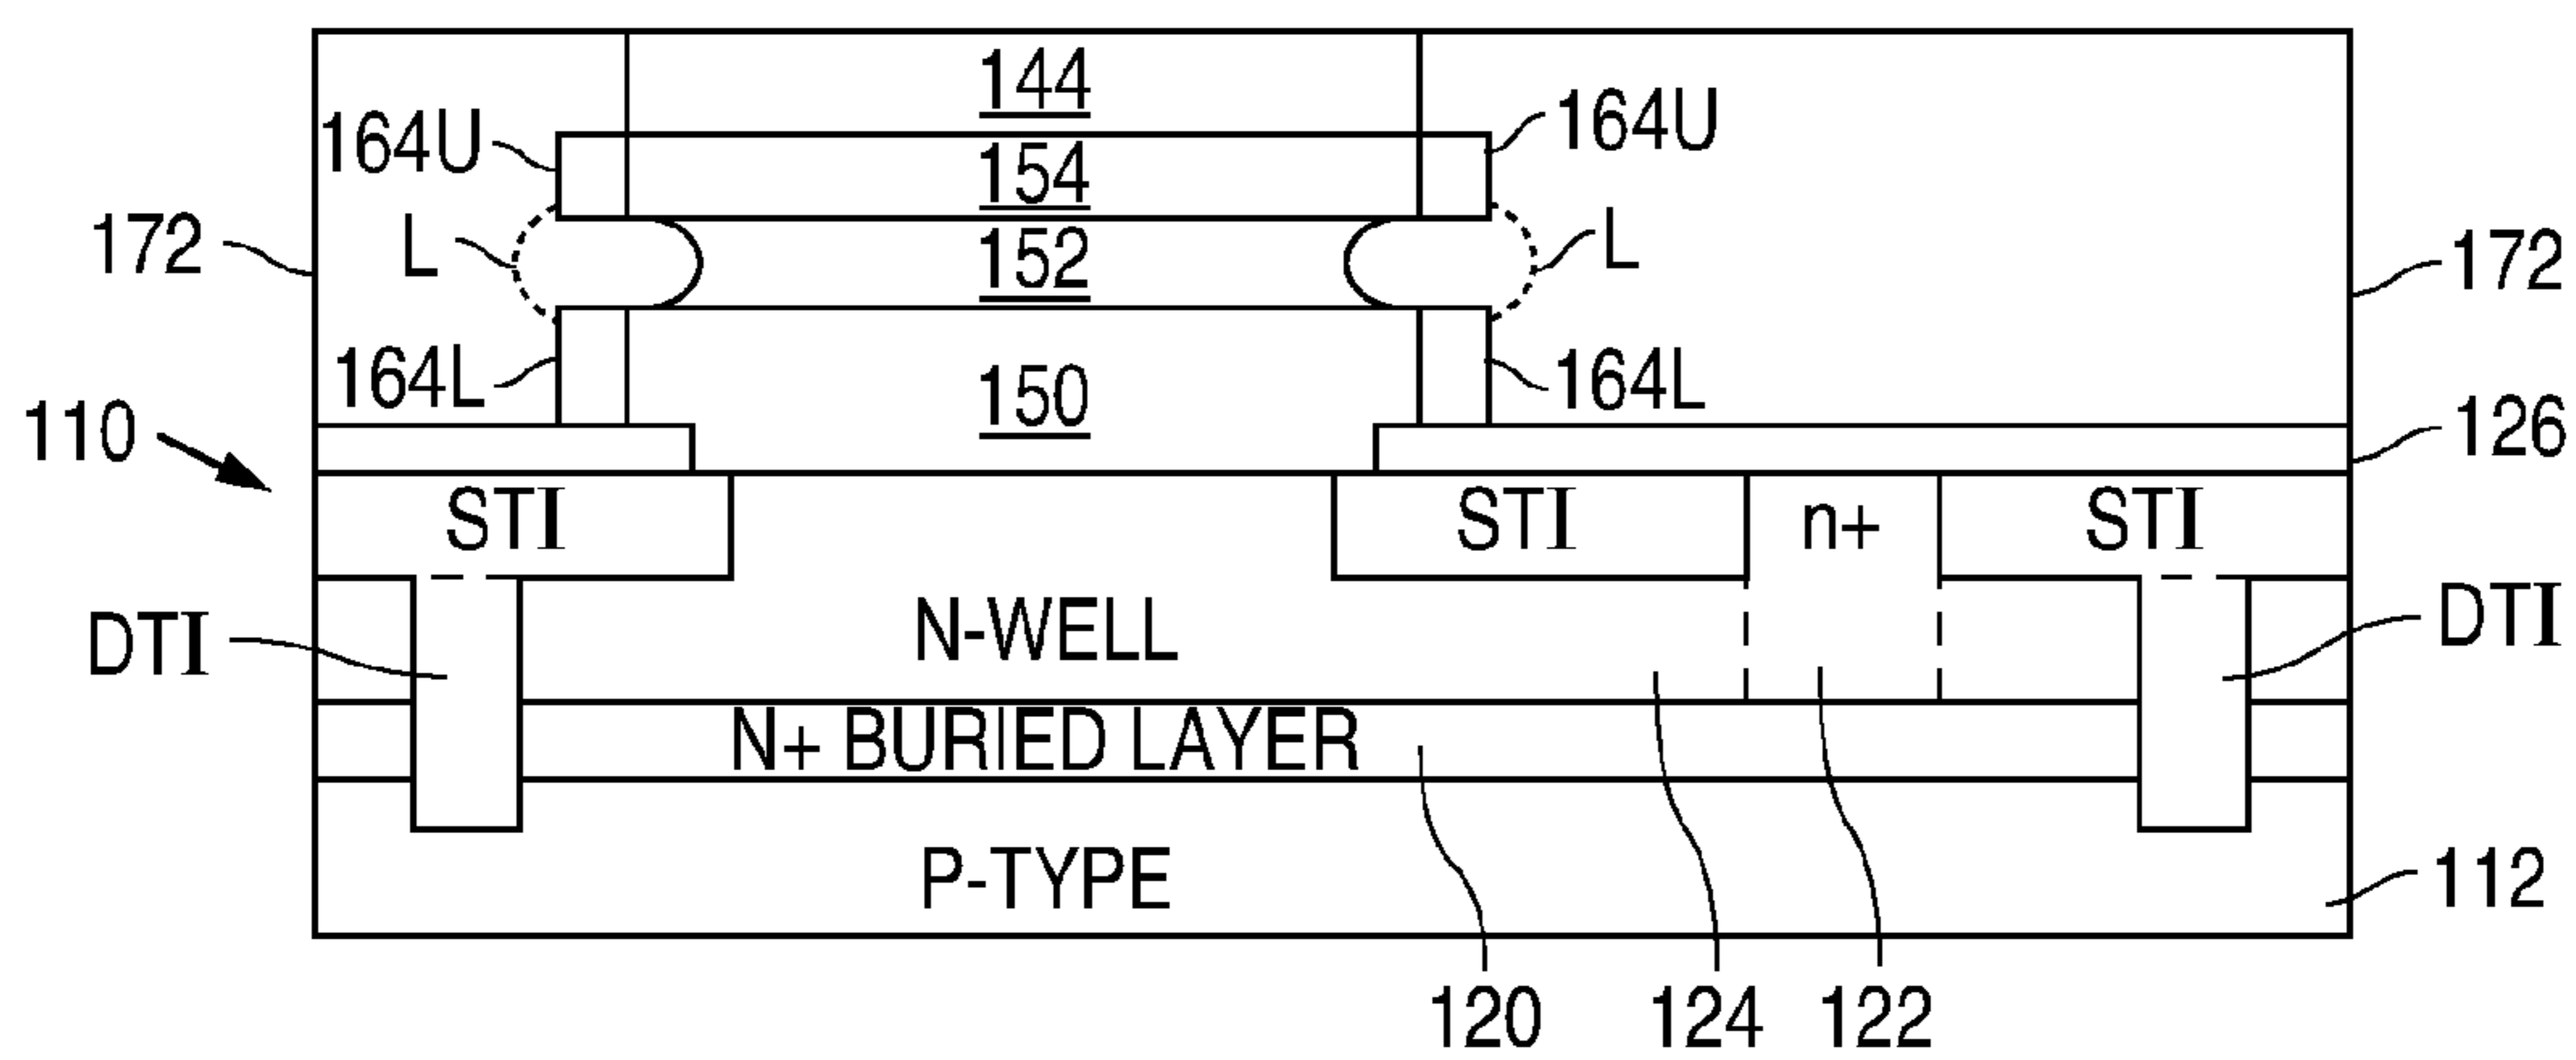 144
164U 154 164U
172 L 152 L 172
164L 150 164L
110 126
STI STI n+ STI
DTI N-WELL DTI
N+ BURIED LAYER
P-TYPE 112
120 124 122